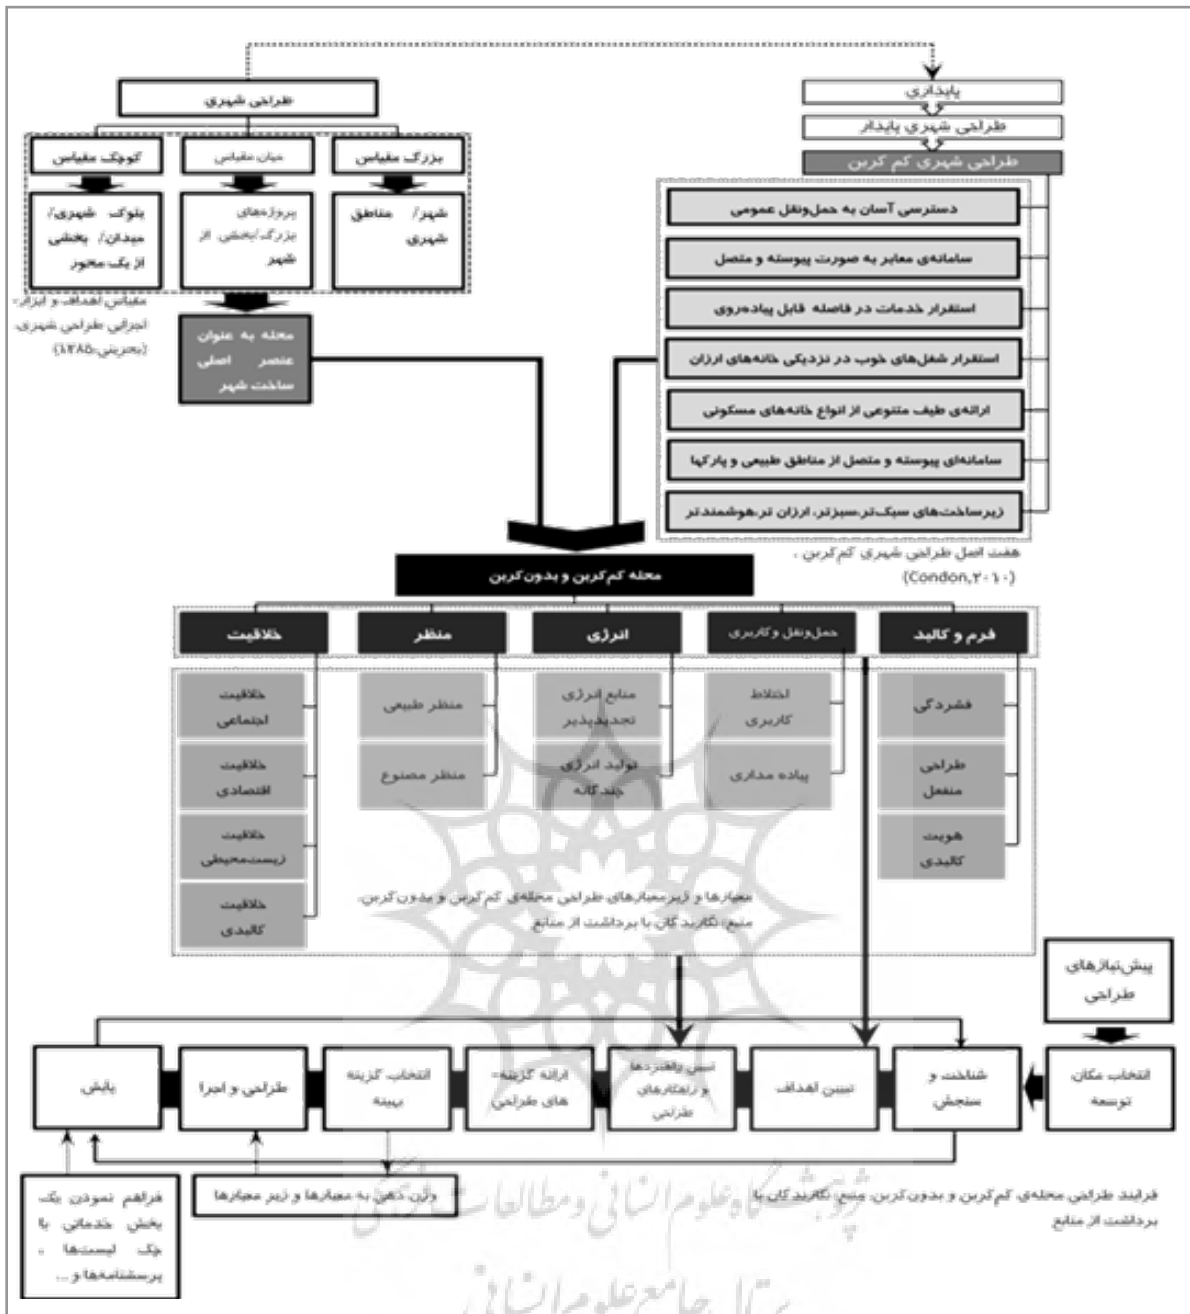 پایداری
طراحی شهری پایدار
طراحی شهری کم کربن
دسترسی آسان به حمل‌ونقل عمومی
سامانه‌ی معابر به صورت پیوسته و متصل
استقرار خدمات در فاصله قابل پیاده‌روی
استقرار شغل‌های خوب در نزدیکی خانه‌های ارزان
ارائه‌ی طیف متنوعی از انواع خانه‌های مسکونی
سامانه‌ای پیوسته و متصل از مناطق طبیعی و پارکها
زیرساخت‌های سبک‌تر،سبزتر، ارزان تر،هوشمندتر
هفت اصل طراحی شهری کم‌کربن ،
(Condon,۲۰۱۰)
طراحی شهری
بزرگ مقیاس
میان مقیاس
کوچک مقیاس
شهر/ مناطق
شهری
پروژه‌های
بزرگ/بخشی از
شهر
بلوک شهری/
میدان/ بخشی
از یک محور
مقیاس اهداف و ابزار-
اجرایی طراحی شهری،
(بحرینی،۱۳۸۵)
محله به عنوان
عنصر اصلی
ساخت شهر
محله کم‌کربن و بدون‌کربن
فرم و کالبد
حمل‌ونقل و کاربری
انرژی
منظر
خلاقیت
فشردگی
طراحی
منفعل
هویت
کالبدی
اختلاط
کاربری
پیاده مداری
منابع انرژی
تجدیدپذیر
تولید انرژی
چندگانه
منظر طبیعی
منظر مصنوع
خلاقیت
اجتماعی
خلاقیت
اقتصادی
خلاقیت
زیست‌محیطی
خلاقیت
کالبدی
معیارها و زیرمعیارهای طراحی محله‌ی کم‌کربن و بدون‌کربن،
منبع: نگارندگان با برداشت از منابع
پیش‌نیازهای
طراحی
انتخاب مکان
توسعه
شناخت و
سنجش
تبیین اهداف
تبیین راهبردها
و راهکارهای
طراحی
ارائه گزینه-
های طراحی
انتخاب گزینه
بهینه
طراحی و اجرا
پایش
وزن دهی به معیارها و زیر معیارها
فراهم نمودن یک
بخش خدماتی با
چک لیست‌ها ،
پرسشنامه‌ها و ...
فرایند طراحی محله‌ی کم‌کربن و بدون‌کربن، منبع: نگارندگان با
برداشت از منابع
پژوهشگاه علوم انسانی و مطالعات فرهنگی
پرتال جامع علوم انسانی